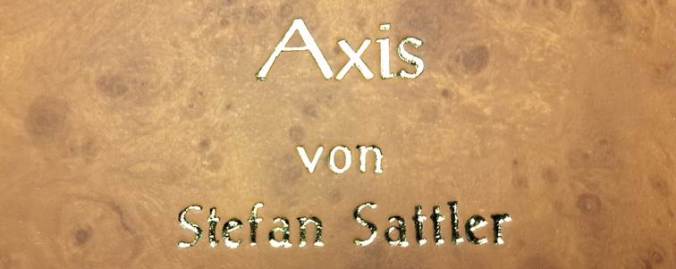 Axis
von
Stefan Sattler